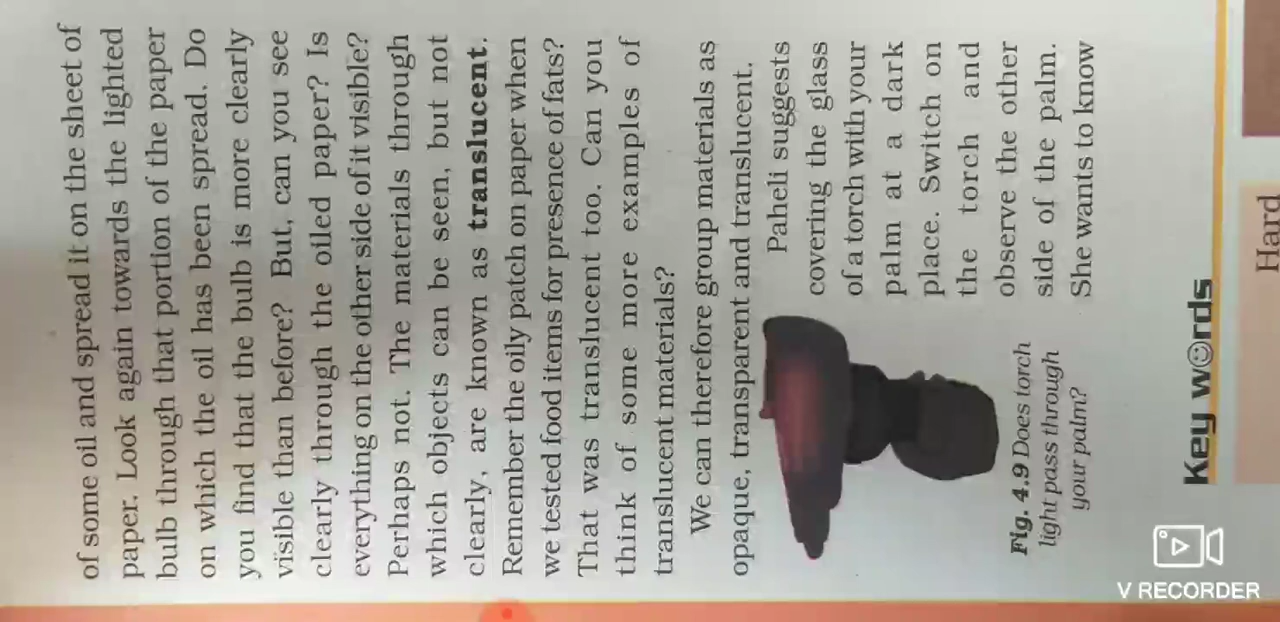 of some oil and spread it on the sheet of
paper. Look again towards the lighted
bulb through that portion of the paper
on which the oil has been spread. Do
you find that the bulb is more clearly
visible than before? But, can you see
clearly through the oiled paper? Is
everything on the other side of it visible?
Perhaps not. The materials through
which objects can be seen, but not
clearly, are known as translucent.
Remember the oily patch on paper when
we tested food items for presence of fats?
That was translucent too. Can you
think of some more examples of
translucent materials?
We can therefore group materials as
opaque, transparent and translucent.
Paheli suggests
covering the glass
of a torch with your
palm at a dark
place. Switch on
the torch and
observe the other
side of the palm.
She wants to know
Fig. 4.9 Does torch
light pass through
your palm?
Key words
Hard
V RECORDER